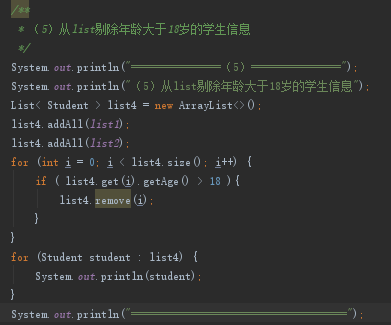 /**
 * （5）从list剔除年龄大于18岁的学生信息
 */
System.out.println("================（5）================");
System.out.println("（5）从list剔除年龄大于18岁的学生信息");
List< Student > list4 = new ArrayList<>();
list4.addAll(list1);
list4.addAll(list2);
for (int i = 0; i < list4.size(); i++) {
    if ( list4.get(i).getAge() > 18 ){
        list4.remove(i);
    }
}
for (Student student : list4) {
    System.out.println(student);
}
System.out.println("=====================================");